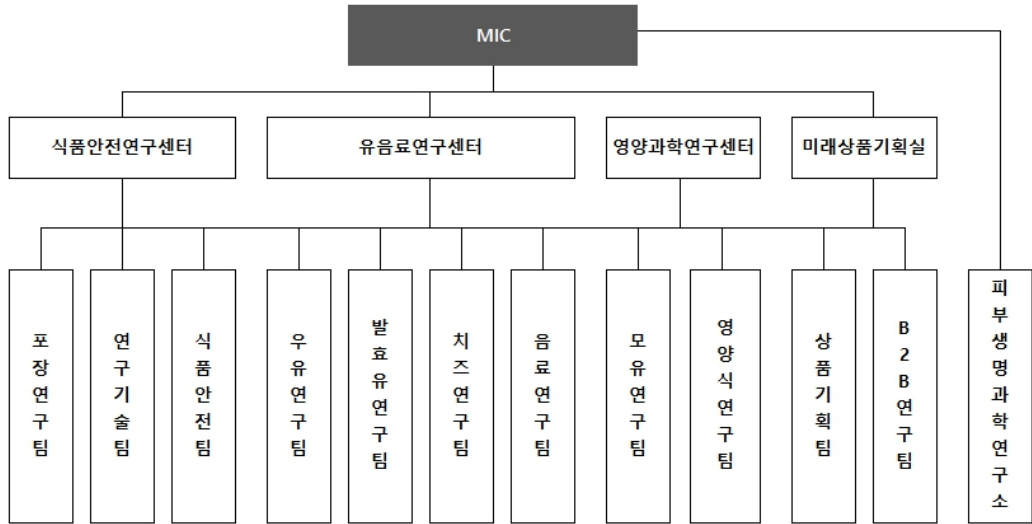 MIC
식품안전연구센터
유음료연구센터
영양과학연구센터
미래상품기획실
포장연구팀
연구기술팀
식품안전팀
우유연구팀
발효유연구팀
치즈연구팀
음료연구팀
모유연구팀
영양식연구팀
상품기획팀
B2B연구팀
피부생명과학연구소